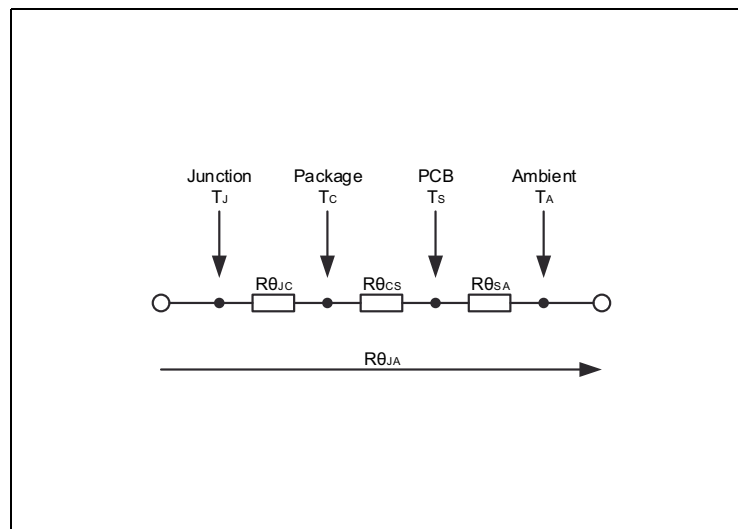 Junction Package PCB Ambient
TJ TC TS TA
RθJC RθCS RθSA
RθJA